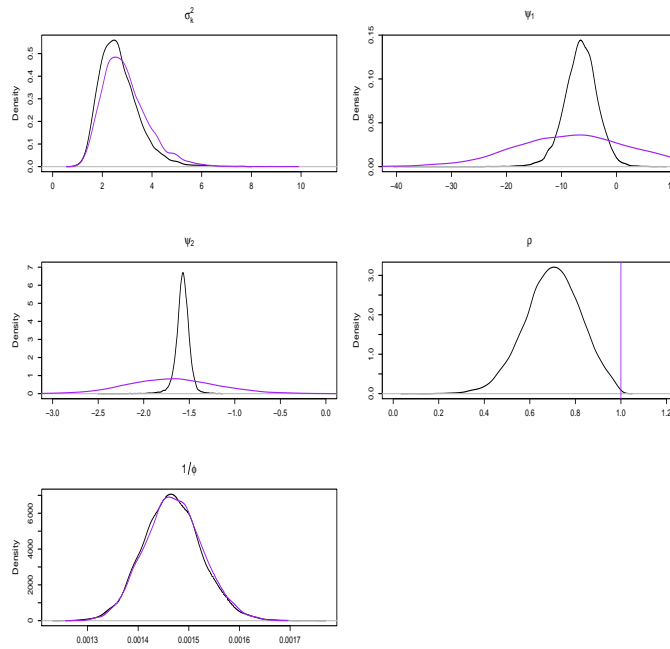 σ²ₖ
Density
0.0 0.1 0.2 0.3 0.4 0.5
0 2 4 6 8 10
ψ₁
Density
0.00 0.05 0.10 0.15
−40 −30 −20 −10 0 10
ψ₂
Density
0 1 2 3 4 5 6 7
−3.0 −2.5 −2.0 −1.5 −1.0 −0.5 0.0
ρ
Density
0.0 1.0 2.0 3.0
0.0 0.2 0.4 0.6 0.8 1.0 1.2
1/ϕ
Density
0 2000 4000 6000
0.0013 0.0014 0.0015 0.0016 0.0017